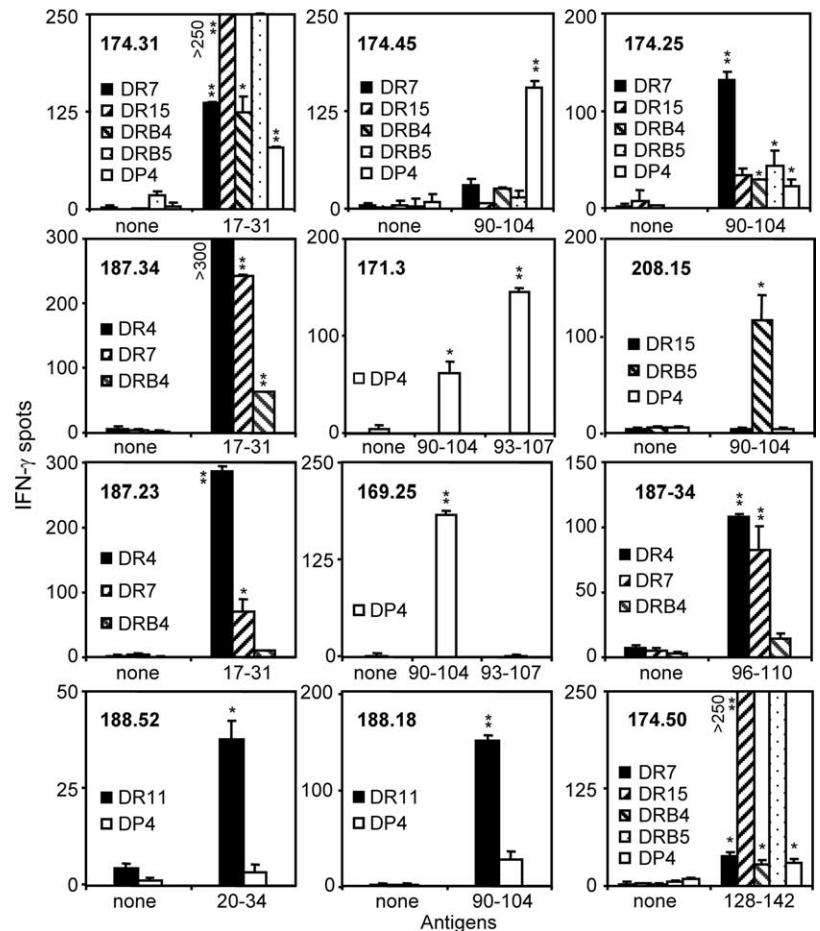 IFN-γ spots
250
125
0
174.31
DR7
DR15
DRB4
DRB5
DP4
>250
**
*
**
none
17-31
250
125
0
174.45
DR7
DR15
DRB4
DRB5
DP4
**
none
90-104
200
100
0
174.25
DR7
DR15
DRB4
DRB5
DP4
**
*
*
*
none
90-104
300
200
100
0
187.34
DR4
DR7
DRB4
>300
**
**
none
17-31
200
100
0
171.3
DP4
*
**
none
90-104
93-107
200
100
0
208.15
DR15
DRB5
DP4
*
none
90-104
300
200
100
0
187.23
DR4
DR7
DRB4
**
*
none
17-31
250
125
0
169.25
DP4
**
none
90-104
93-107
150
100
50
0
187-34
DR4
DR7
DRB4
**
**
none
96-110
50
25
0
188.52
DR11
DP4
*
none
20-34
200
100
0
188.18
DR11
DP4
**
none
90-104
250
125
0
174.50
DR7
DR15
DRB4
DRB5
DP4
>250
**
*
*
*
none
128-142
Antigens